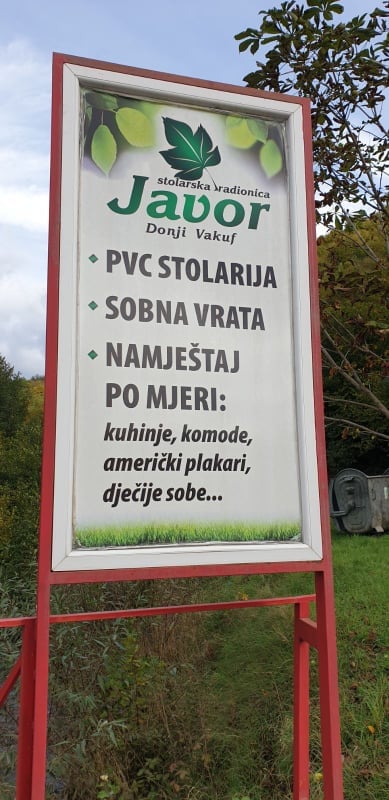 stolarska radionica
Javor
Donji Vakuf
PVC STOLARIJA
SOBNA VRATA
NAMJEŠTAJ
PO MJERI:
kuhinje, komode,
američki plakari,
dječije sobe...